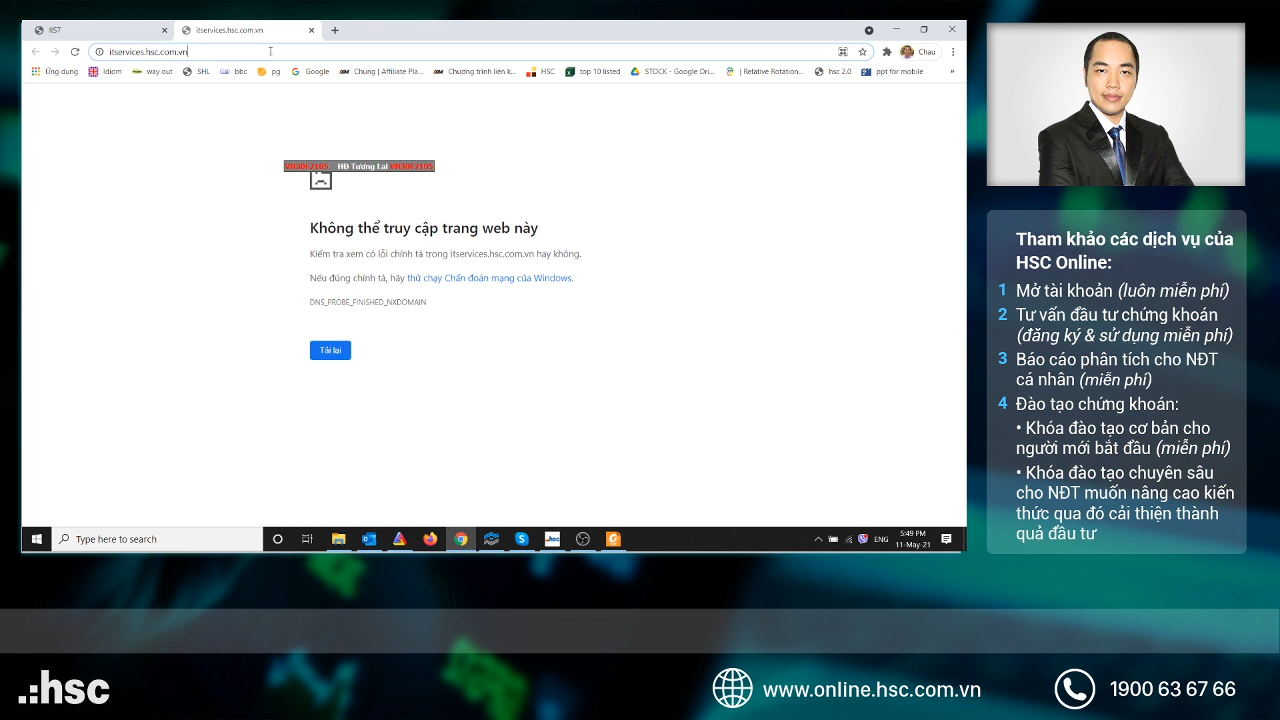 IIS7
itservices.hsc.com.vn
itservices.hsc.com.vn
Chau
Ứng dụng
Idiom
way out
SHL
bbc
pg
Google
Chung | Affiliate Pla...
Chương trình liên k...
HSC
top 10 listed
STOCK - Google Dri...
| Relative Rotation...
hsc 2.0
ppt for mobile
»
VN30F2105 HĐ Tương Lai VN30F2105
Không thể truy cập trang web này
Kiểm tra xem có lỗi chính tả trong itservices.hsc.com.vn hay không.
Nếu đúng chính tả, hãy thử chạy Chẩn đoán mạng của Windows.
DNS_PROBE_FINISHED_NXDOMAIN
Tải lại
Type here to search
ENG
5:49 PM
11-May-21
Tham khảo các dịch vụ của
HSC Online:
1 Mở tài khoản (luôn miễn phí)
2 Tư vấn đầu tư chứng khoán
(đăng ký & sử dụng miễn phí)
3 Báo cáo phân tích cho NĐT
cá nhân (miễn phí)
4 Đào tạo chứng khoán:
• Khóa đào tạo cơ bản cho
người mới bắt đầu (miễn phí)
• Khóa đào tạo chuyên sâu
cho NĐT muốn nâng cao kiến
thức qua đó cải thiện thành
quả đầu tư
.:hsc
www.online.hsc.com.vn
1900 63 67 66